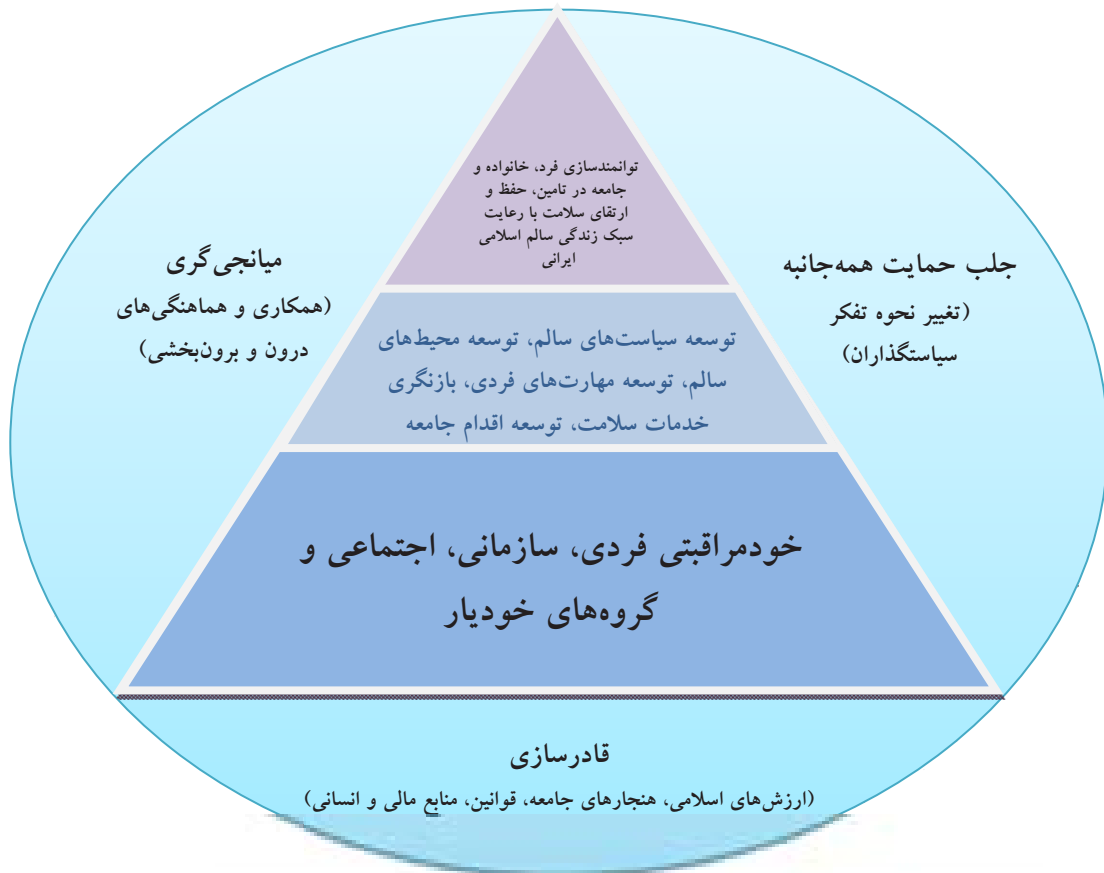 توانمندسازی فرد، خانواده و
جامعه در تامین، حفظ و
ارتقای سلامت با رعایت
سبک زندگی سالم اسلامی
ایرانی
جلب حمایت همه‌جانبه
(تغییر نحوه تفکر
سیاستگذاران)
میانجی‌گری
(همکاری و هماهنگی‌های
درون و برون‌بخشی)
توسعه سیاست‌های سالم، توسعه محیط‌های
سالم، توسعه مهارت‌های فردی، بازنگری
خدمات سلامت، توسعه اقدام جامعه
خودمراقبتی فردی، سازمانی، اجتماعی و
گروه‌های خودیار
قادرسازی
(ارزش‌های اسلامی، هنجارهای جامعه، قوانین، منابع مالی و انسانی)